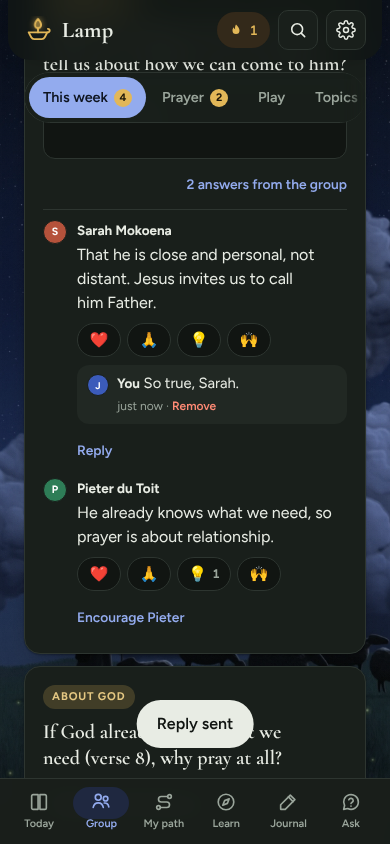 Lamp
1
tell us about how we can come to him?
This week 4
Prayer 2
Play
Topics
2 answers from the group
S
Sarah Mokoena
That he is close and personal, not
distant. Jesus invites us to call
him Father.
J
You So true, Sarah.
just now · Remove
Reply
P
Pieter du Toit
He already knows what we need, so
prayer is about relationship.
1
Encourage Pieter
ABOUT GOD
If God alrea
we
need (verse 8), why pray at all?
Reply sent
Today
Group
My path
Learn
Journal
Ask